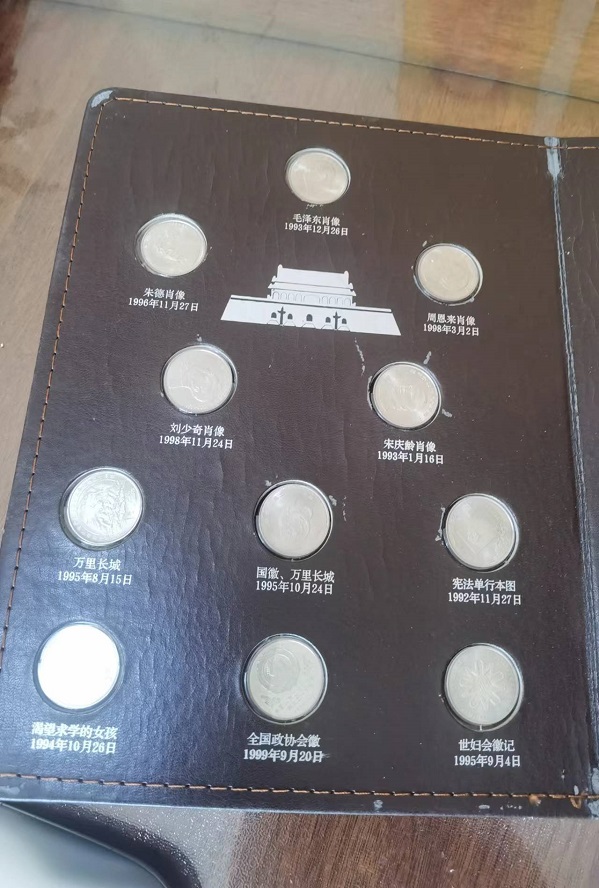 毛泽东肖像
1993年12月26日
朱德肖像
1996年11月27日
周恩来肖像
1998年3月2日
刘少奇肖像
1998年11月24日
宋庆龄肖像
1993年1月16日
万里长城
1995年8月15日
国徽、万里长城
1995年10月24日
宪法单行本图
1992年11月27日
渴望求学的女孩
1994年10月26日
全国政协会徽
1999年9月20日
世妇会徽记
1995年9月4日